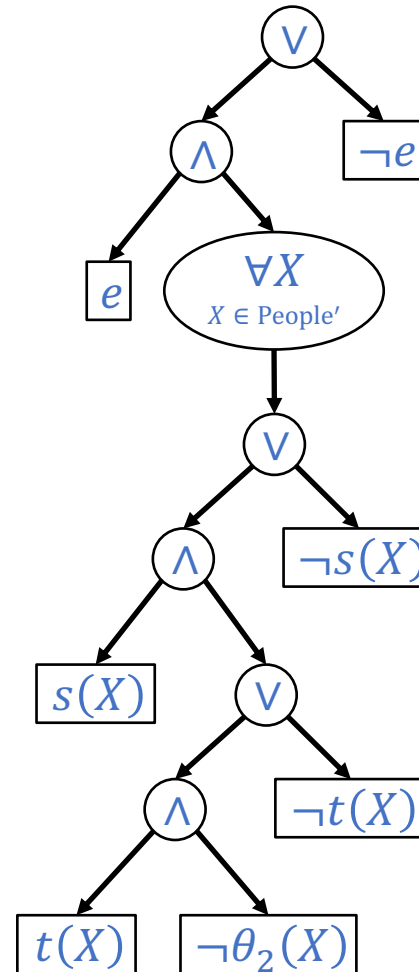 ∨
∧
¬e
e
∀X
X ∈ People′
∨
∧
¬s(X)
s(X)
∨
∧
¬t(X)
t(X)
¬θ₂(X)